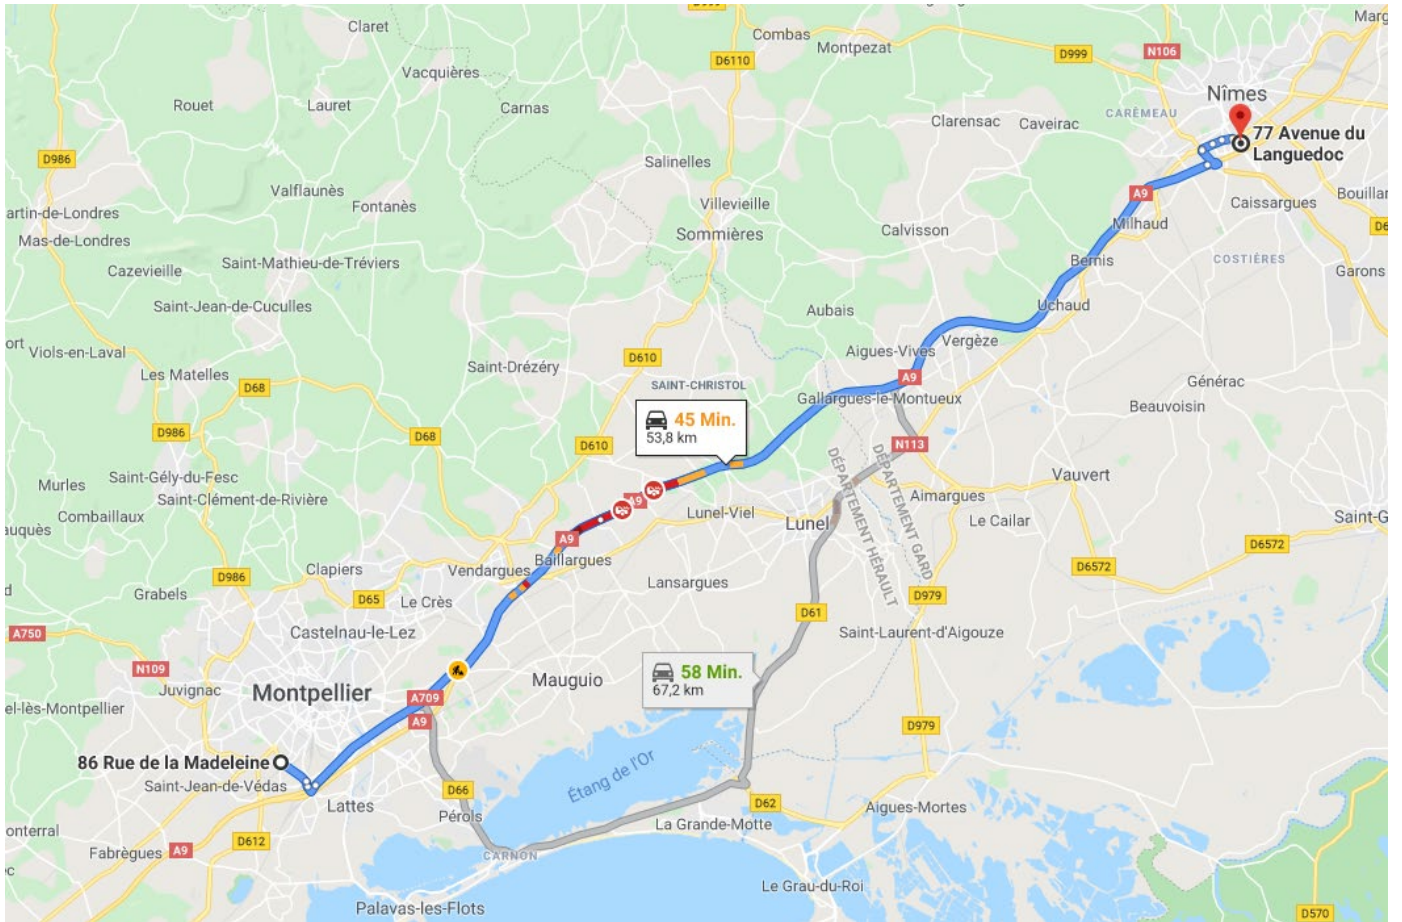 Claret
Combas
Montpezat
D999
N106
D6110
Vacquières
Rouet
Lauret
Carnas
Nîmes
CARÉMEAU
Clarensac
Caveirac
77 Avenue du
Languedoc
D986
Salinelles
Valflaunès
Fontanès
Villevieille
A9
Bouillar
Caissargues
artin-de-Londres
Mas-de-Londres
Sommières
Calvisson
Milhaud
Cazevieille
Saint-Mathieu-de-Tréviers
Bernis
COSTIÈRES
Garons
Saint-Jean-de-Cuculles
Aubais
Uchaud
ort
Viols-en-Laval
D610
Aigues-Vives
Vergèze
Les Matelles
D68
Saint-Drézéry
SAINT-CHRISTOL
A9
Générac
Gallargues-le-Montueux
Beauvoisin
45 Min.
53,8 km
D986
D68
D610
N113
Murles
Saint-Gély-du-Fesc
Vauvert
Saint-Clément-de-Rivière
A9
Aimargues
Combaillaux
Lunel-Viel
Lunel
Le Cailar
Saint-G
auquès
A9
DÉPARTEMENT HÉRAULT
DÉPARTEMENT GARD
D6572
Baillargues
Vendargues
Clapiers
D986
Lansargues
D6572
Grabels
D65
Le Crès
D979
D61
A750
Castelnau-le-Lez
Saint-Laurent-d'Aigouze
N109
Juvignac
Montpellier
Mauguio
58 Min.
67,2 km
el-lès-Montpellier
A709
A9
D979
86 Rue de la Madeleine
Étang de l'Or
Saint-Jean-de-Védas
D66
Lattes
Pérols
D62
Aigues-Mortes
La Grande-Motte
onterral
D612
Fabrègues
A9
CARNON
Le Grau-du-Roi
Palavas-les-Flots
D570